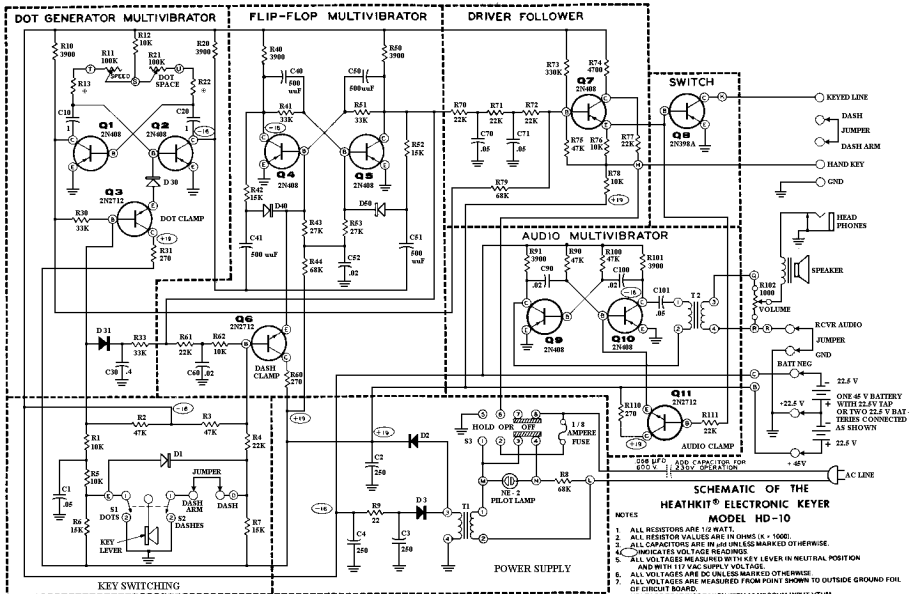 DOT GENERATOR MULTIVIBRATOR
FLIP-FLOP MULTIVIBRATOR
DRIVER FOLLOWER
SWITCH
R10
3900
R11
100K
SPEED
R12
10K
R21
100K
DOT
SPACE
R20
3900
R13
R22
C10
1
C20
1
Q1
2N408
Q2
2N408
D 30
Q3
2N2712
DOT CLAMP
R30
33K
+19
R31
270
-16
R40
3900
C40
500
uuF
C50
500uuF
R50
3900
R41
33K
R51
33K
R52
15K
-16
Q4
2N408
Q5
2N408
R42
15K
D40
D50
C41
500 uuF
R43
27K
R53
27K
R44
68K
C52
.02
C51
500
uuF
R70
22K
R71
22K
R72
22K
C70
.05
C71
.05
R73
330K
R74
4700
Q7
2N408
R75
47K
R76
10K
R77
22K
R78
10K
+19
R79
68K
Q8
2N398A
KEYED LINE
DASH
JUMPER
DASH ARM
HAND KEY
GND
HEAD
PHONES
SPEAKER
R102
1000
VOLUME
RCVR AUDIO
JUMPER
GND
BATT NEG
22.5 V
+22.5 V
ONE 45 V BATTERY
WITH 22.5V TAP
OR TWO 22.5 V BAT-
TERIES CONNECTED
AS SHOWN
22.5 V
+ 45V
AC LINE
AUDIO MULTIVIBRATOR
R91
3900
R90
47K
R100
47K
R101
3900
C90
.02
C100
.02
-16
C101
.05
T 2
Q9
2N408
Q10
2N408
Q11
2N2712
R110
270
+19
R111
22K
AUDIO CLAMP
D 31
R33
33K
C30
.4
R61
22K
C60
.02
R62
10K
Q6
2N2712
DASH
CLAMP
R60
270
+19
R2
47K
-16
R3
47K
R1
10K
R4
22K
R5
10K
D1
C1
.05
R6
15K
JUMPER
DASH
ARM
DASH
S1
DOTS
S2
DASHES
KEY
LEVER
R7
15K
KEY SWITCHING
+19
D2
C2
250
-16
R9
22
D 3
C4
250
C3
250
T1
HOLD OPR OFF
S3
1/8
AMPERE
FUSE
NE - 2
PILOT LAMP
R8
68K
POWER SUPPLY
.068 µFD
600 V.
ADD CAPACITOR FOR
230V OPERATION
SCHEMATIC OF THE
HEATHKIT® ELECTRONIC KEYER
MODEL HD-10
NOTES
1. ALL RESISTORS ARE 1/2 WATT.
2. ALL RESISTOR VALUES ARE IN OHMS (K = 1000).
3. ALL CAPACITORS ARE IN µfd UNLESS MARKED OTHERWISE.
4. INDICATES VOLTAGE READINGS.
5. ALL VOLTAGES MEASURED WITH KEY LEVER IN NEUTRAL POSITION
AND WITH 117 VAC SUPPLY VOLTAGE.
6. ALL VOLTAGES ARE DC UNLESS MARKED OTHERWISE.
7. ALL VOLTAGES ARE MEASURED FROM POINT SHOWN TO OUTSIDE GROUND FOIL
OF CIRCUIT BOARD.